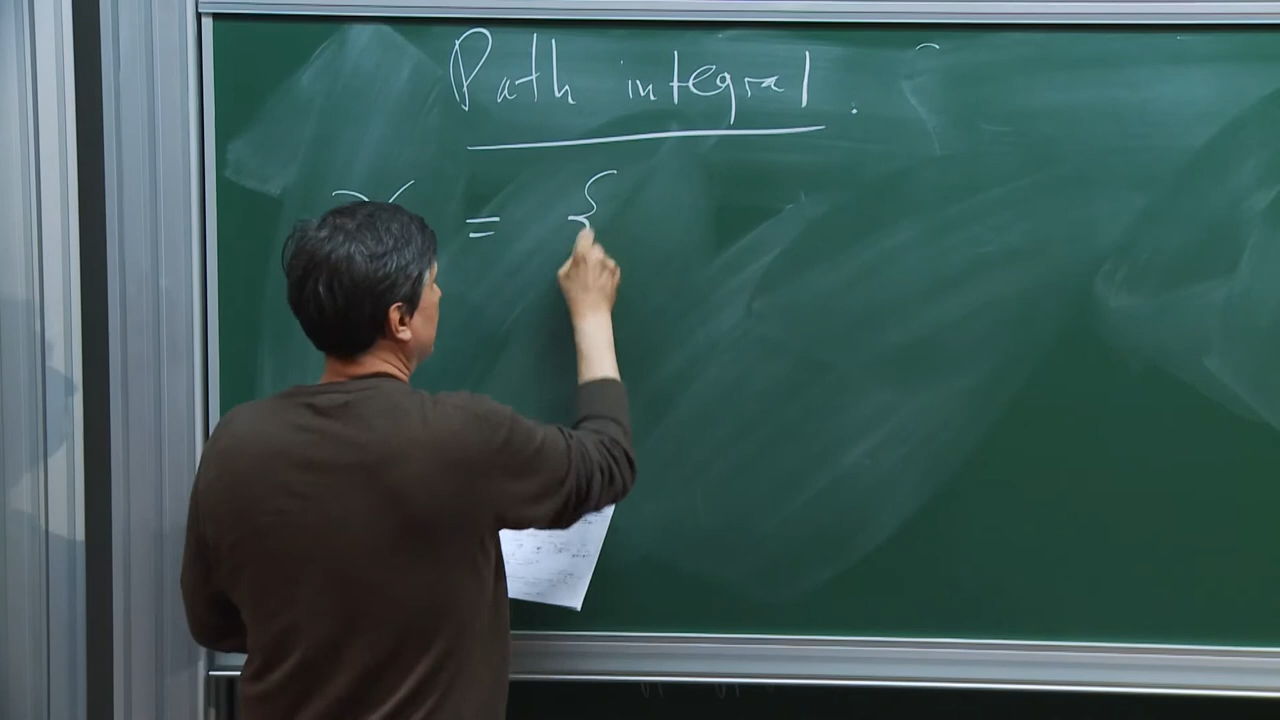 Path integral.
= {